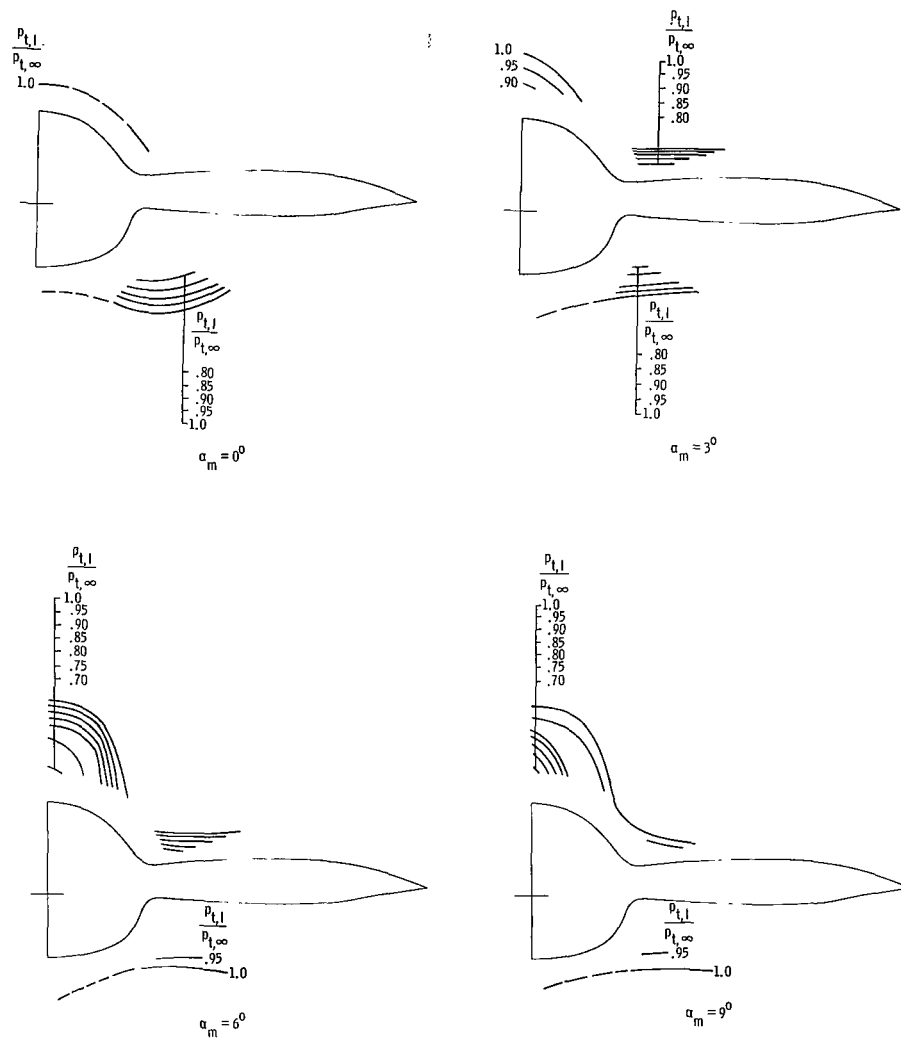 p_t,l
p_t,∞
1.0
p_t,l
p_t,∞
.80
.85
.90
.95
1.0
α_m = 0°
1.0
.95
.90
p_t,l
p_t,∞
1.0
.95
.90
.85
.80
p_t,l
p_t,∞
.80
.85
.90
.95
1.0
α_m = 3°
p_t,l
p_t,∞
1.0
.95
.90
.85
.80
.75
.70
p_t,l
p_t,∞
.95
1.0
α_m = 6°
p_t,l
p_t,∞
1.0
.95
.90
.85
.80
.75
.70
p_t,l
p_t,∞
.95
1.0
α_m = 9°